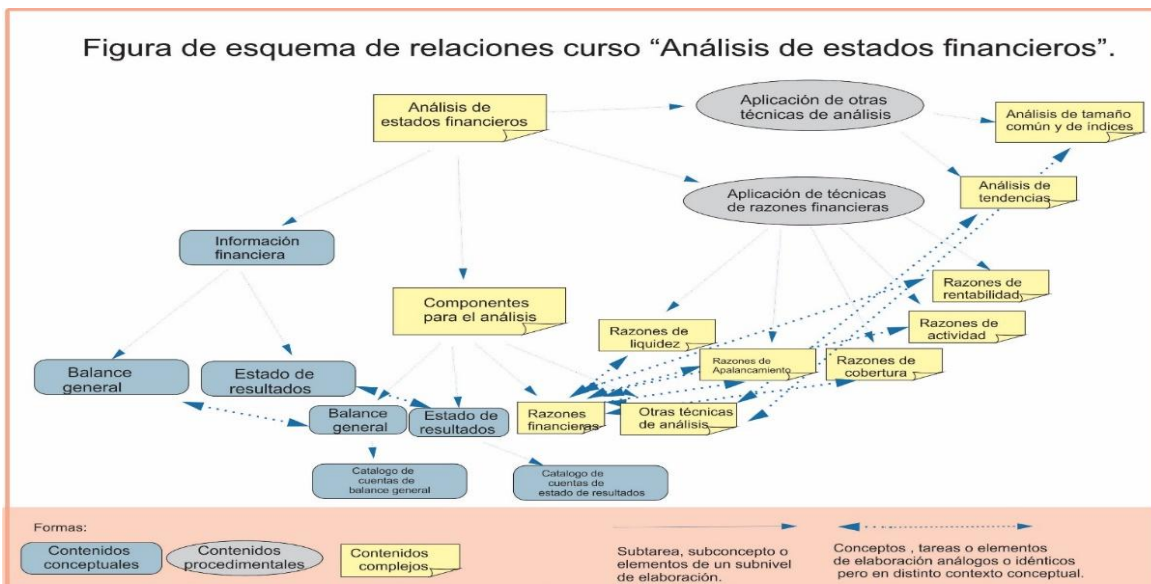 Figura de esquema de relaciones curso “Análisis de estados financieros”.
Análisis de
estados financieros
Aplicación de otras
técnicas de análisis
Análisis de tamaño
común y de índices
Aplicación de técnicas
de razones financieras
Análisis de
tendencias
Información
financiera
Componentes
para el análisis
Razones de
rentabilidad
Razones de
liquidez
Razones de
actividad
Razones de
Apalancamiento
Razones de
cobertura
Balance
general
Estado de
resultados
Balance
general
Estado de
resultados
Razones
financieras
Otras técnicas
de análisis
Catalogo de
cuentas de
balance general
Catalogo de
cuentas de
estado de resultados
Formas:
Contenidos
conceptuales
Contenidos
procedimentales
Contenidos
complejos
Subtarea, subconcepto o
elementos de un subnivel
de elaboración.
Conceptos , tareas o elementos
de elaboración análogos o idénticos
pero en distinto contexto conceptual.